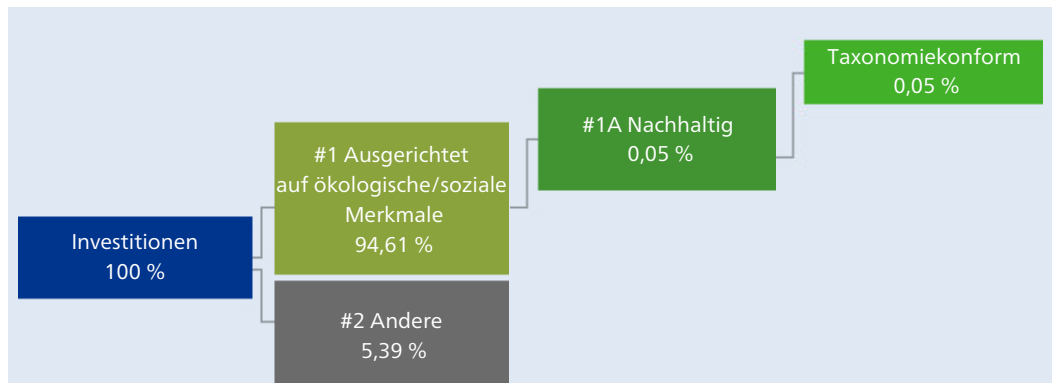 Investitionen
100 %
#1 Ausgerichtet
auf ökologische/soziale
Merkmale
94,61 %
#2 Andere
5,39 %
#1A Nachhaltig
0,05 %
Taxonomiekonform
0,05 %